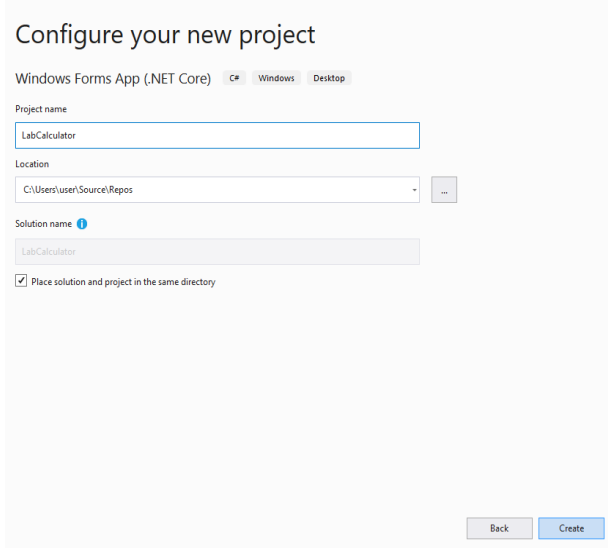 Configure your new project
Windows Forms App (.NET Core) C# Windows Desktop
Project name
LabCalculator
Location
C:\Users\user\Source\Repos
...
Solution name
LabCalculator
Place solution and project in the same directory
Back Create